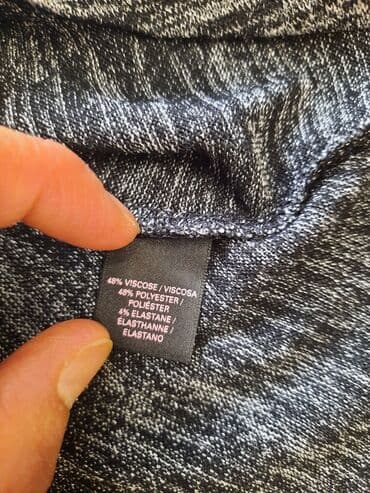 48% VISCOSE / VISCOSA
48% POLYESTER /
POLIÉSTER
4% ELASTANE /
ÉLASTHANNE /
ELASTANO